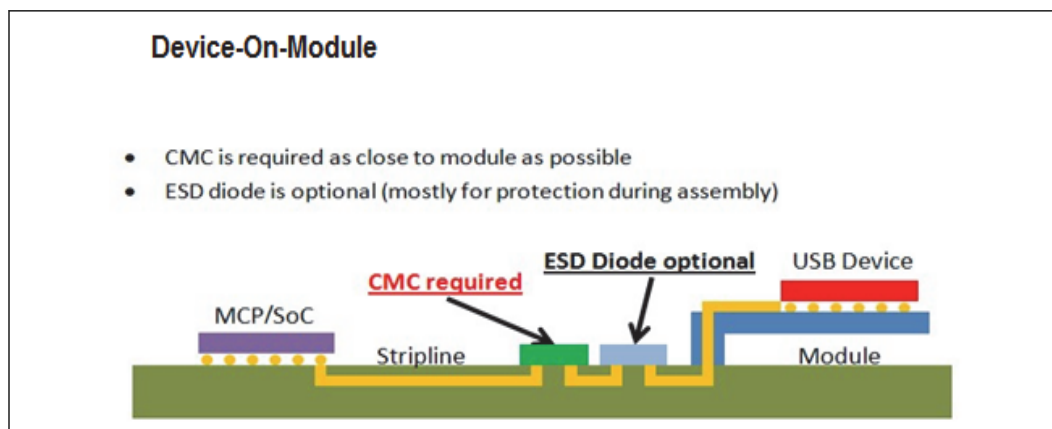 Device-On-Module
• CMC is required as close to module as possible
• ESD diode is optional (mostly for protection during assembly)
ESD Diode optional
USB Device
CMC required
MCP/SoC
Stripline
Module